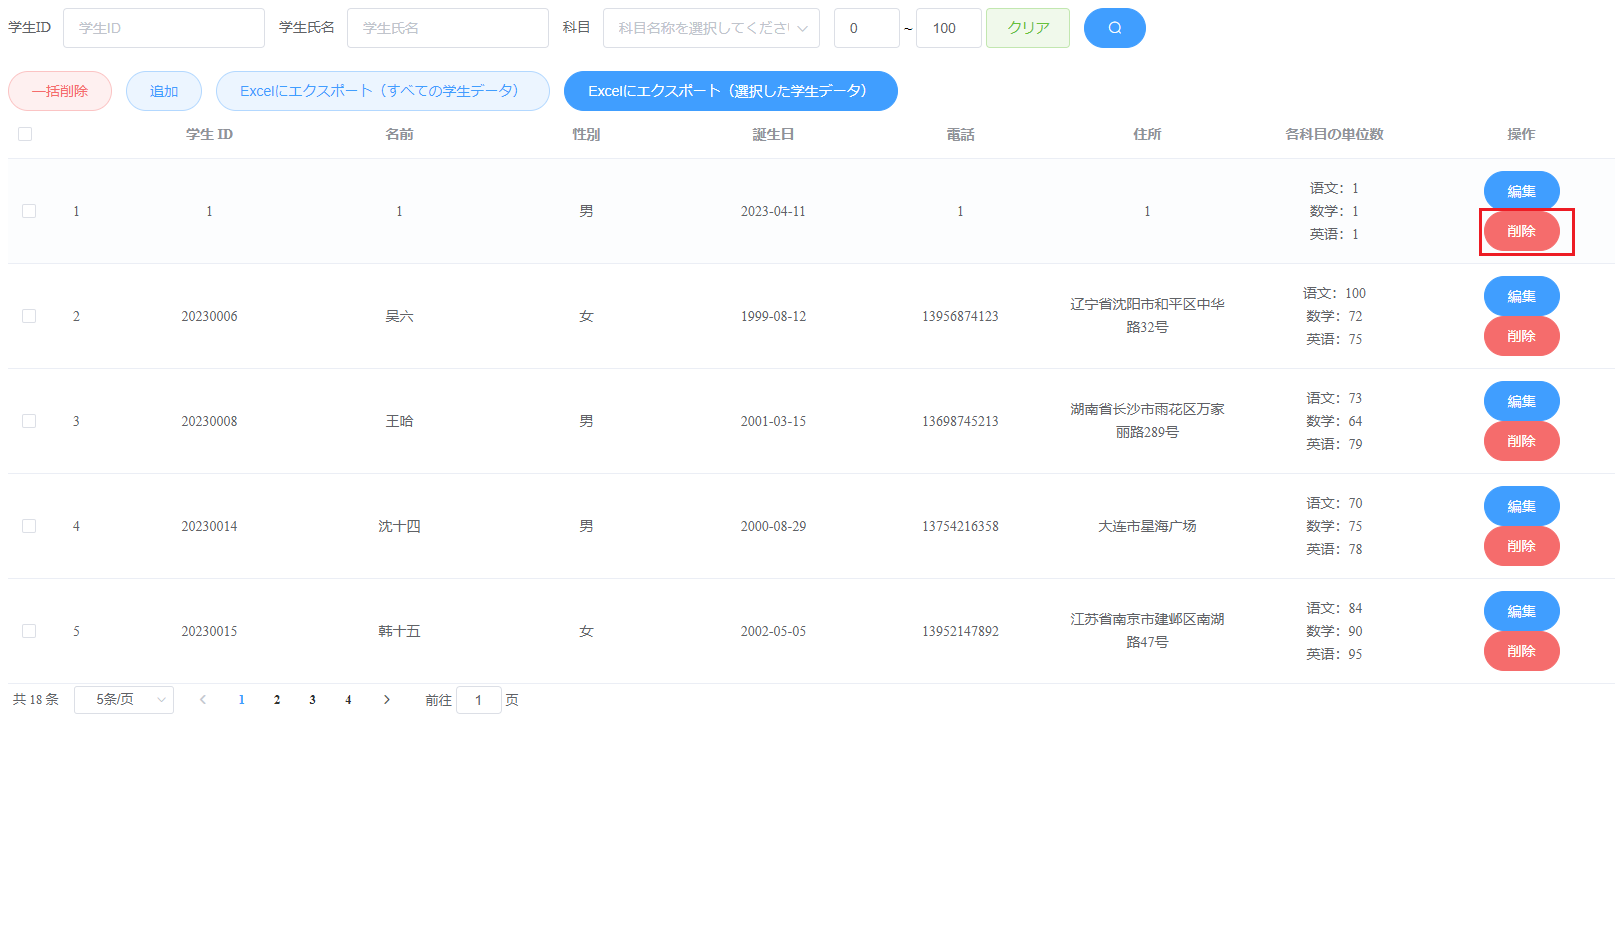 学生ID 学生ID 学生氏名 学生氏名 科目 科目名称を選択してくださ 0 ~ 100 クリア
一括削除 追加 Excelにエクスポート（すべての学生データ） Excelにエクスポート（選択した学生データ）
学生 ID 名前 性別 誕生日 電話 住所 各科目の単位数 操作
1 1 1 男 2023-04-11 1 1
语文：1
数学：1
英语：1
編集
削除
2 20230006 吴六 女 1999-08-12 13956874123
辽宁省沈阳市和平区中华
路32号
语文：100
数学：72
英语：75
編集
削除
3 20230008 王哈 男 2001-03-15 13698745213
湖南省长沙市雨花区万家
丽路289号
语文：73
数学：64
英语：79
編集
削除
4 20230014 沈十四 男 2000-08-29 13754216358 大连市星海广场
语文：70
数学：75
英语：78
編集
削除
5 20230015 韩十五 女 2002-05-05 13952147892
江苏省南京市建邺区南湖
路47号
语文：84
数学：90
英语：95
編集
削除
共 18 条 5条/页 1 2 3 4 前往 1 页